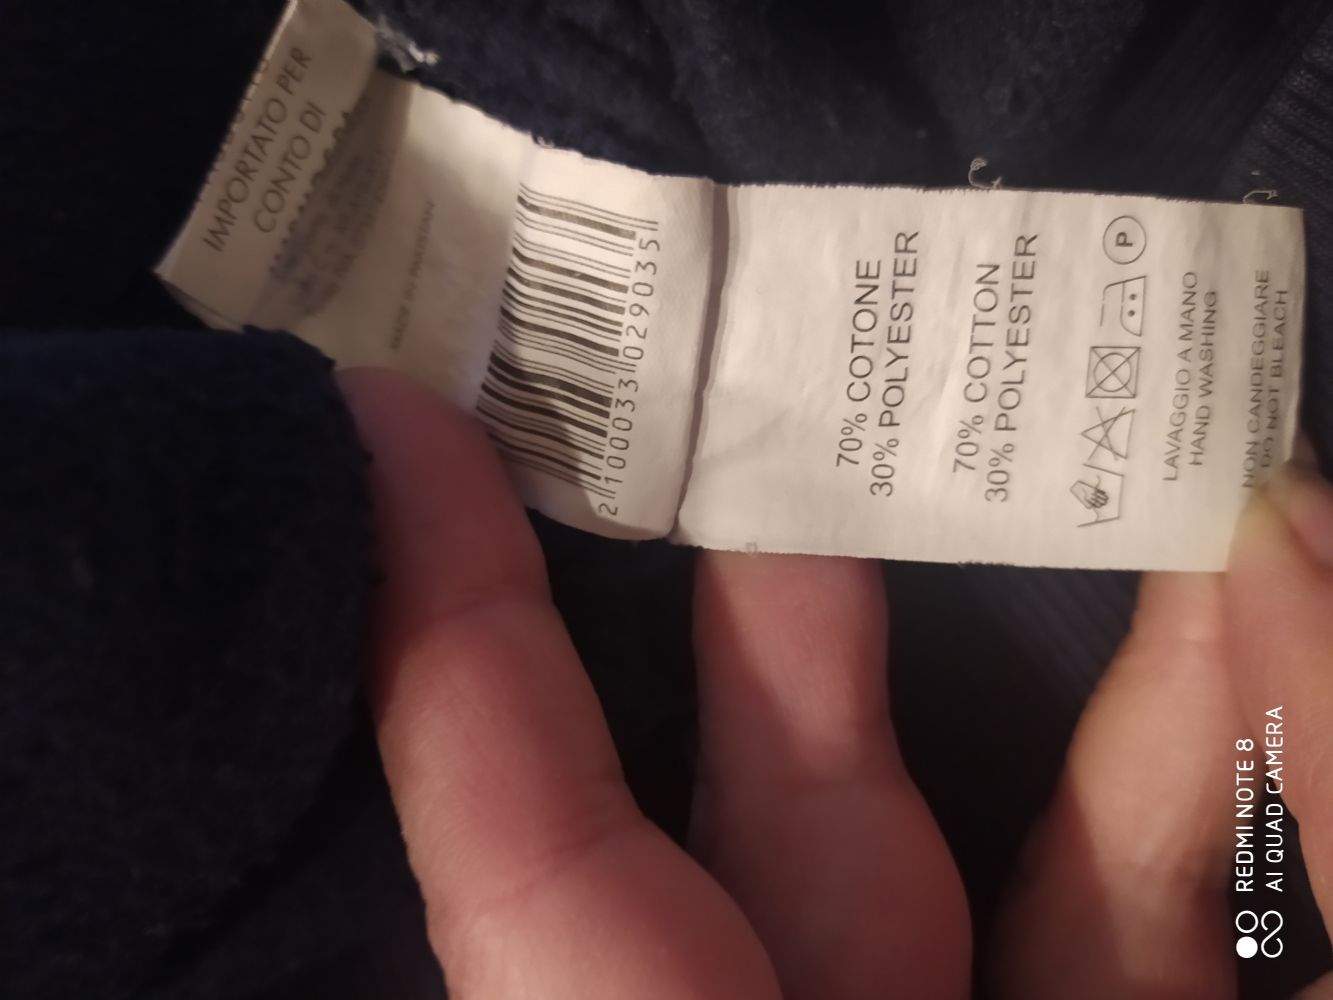 IMPORTATO PER
CONTO DI
MADE IN PAKISTAN
2100033029035
70% COTONE
30% POLYESTER
70% COTTON
30% POLYESTER
P
LAVAGGIO A MANO
HAND WASHING
NON CANDEGGIARE
DO NOT BLEACH
REDMI NOTE 8
AI QUAD CAMERA